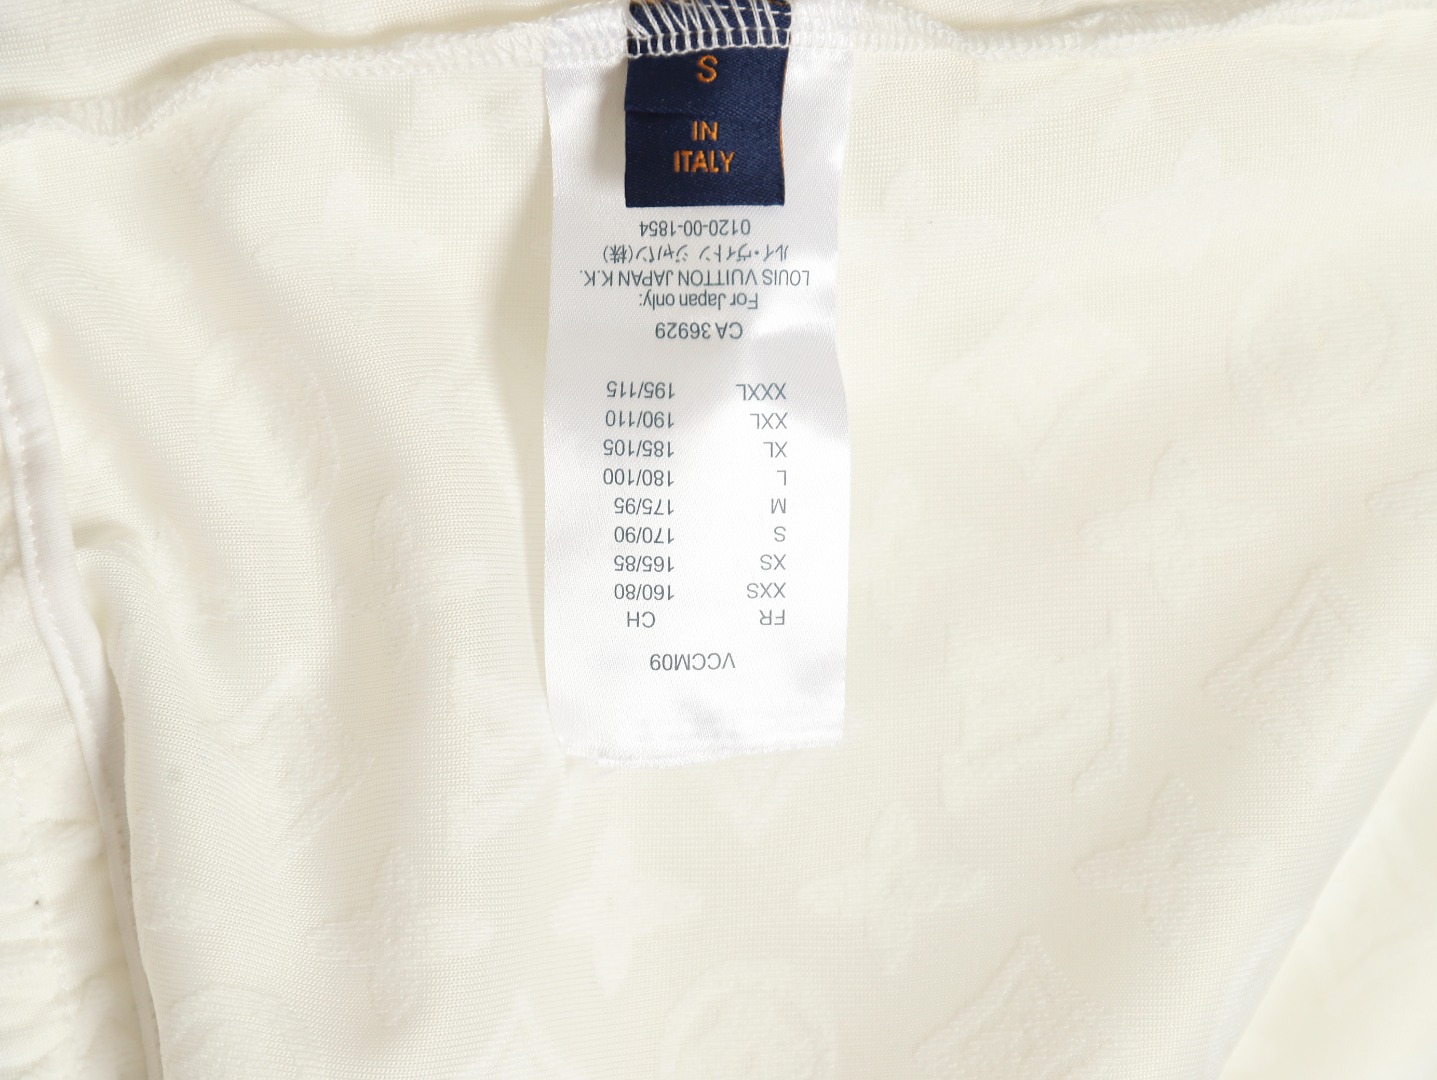 S
IN
ITALY
VCCM09
FR CH
XXS 160/80
XS 165/85
S 170/90
M 175/95
L 180/100
XL 185/105
XXL 190/110
XXXL 195/115
CA 36929
For Japan only:
LOUIS VUITTON JAPAN K.K.
ルイ・ヴィトン ジャパン(株)
0120-00-1854